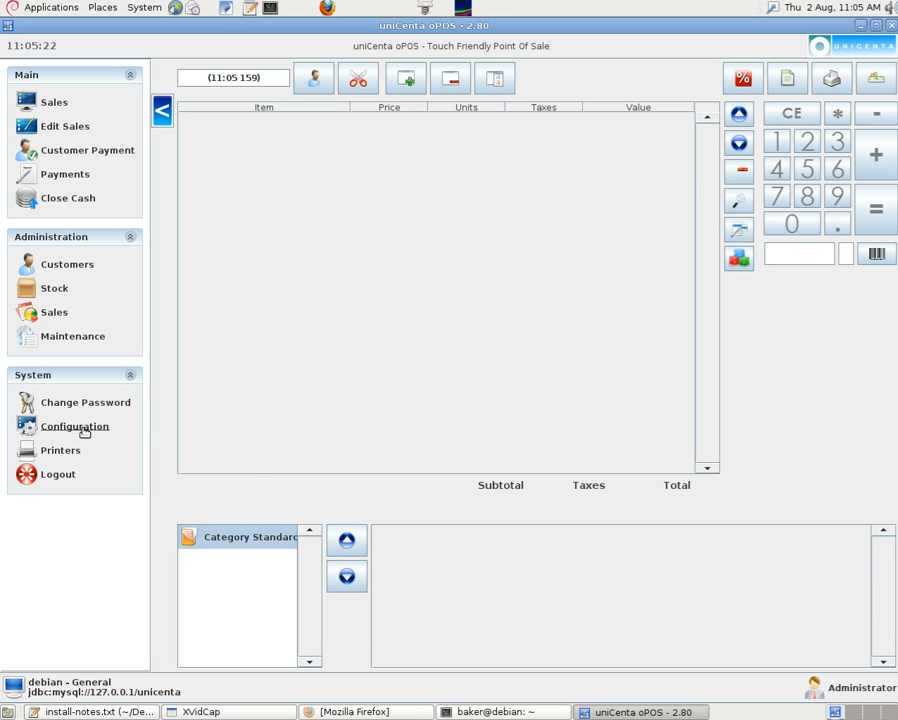 Applications Places System
Thu 2 Aug, 11:05 AM
uniCenta oPOS - 2.80
11:05:22
uniCenta oPOS - Touch Friendly Point Of Sale
UNICENTA
Main
Sales
Edit Sales
Customer Payment
Payments
Close Cash
Administration
Customers
Stock
Sales
Maintenance
System
Change Password
Configuration
Printers
Logout
(11:05 159)
<
Item Price Units Taxes Value
%
CE * -
1 2 3 +
4 5 6
7 8 9 =
0 .
Subtotal Taxes Total
Category Standard
debian - General
jdbc:mysql://127.0.0.1/unicenta
Administrator
install-notes.txt (~/De...
XVidCap
[Mozilla Firefox]
baker@debian: ~
uniCenta oPOS - 2.80